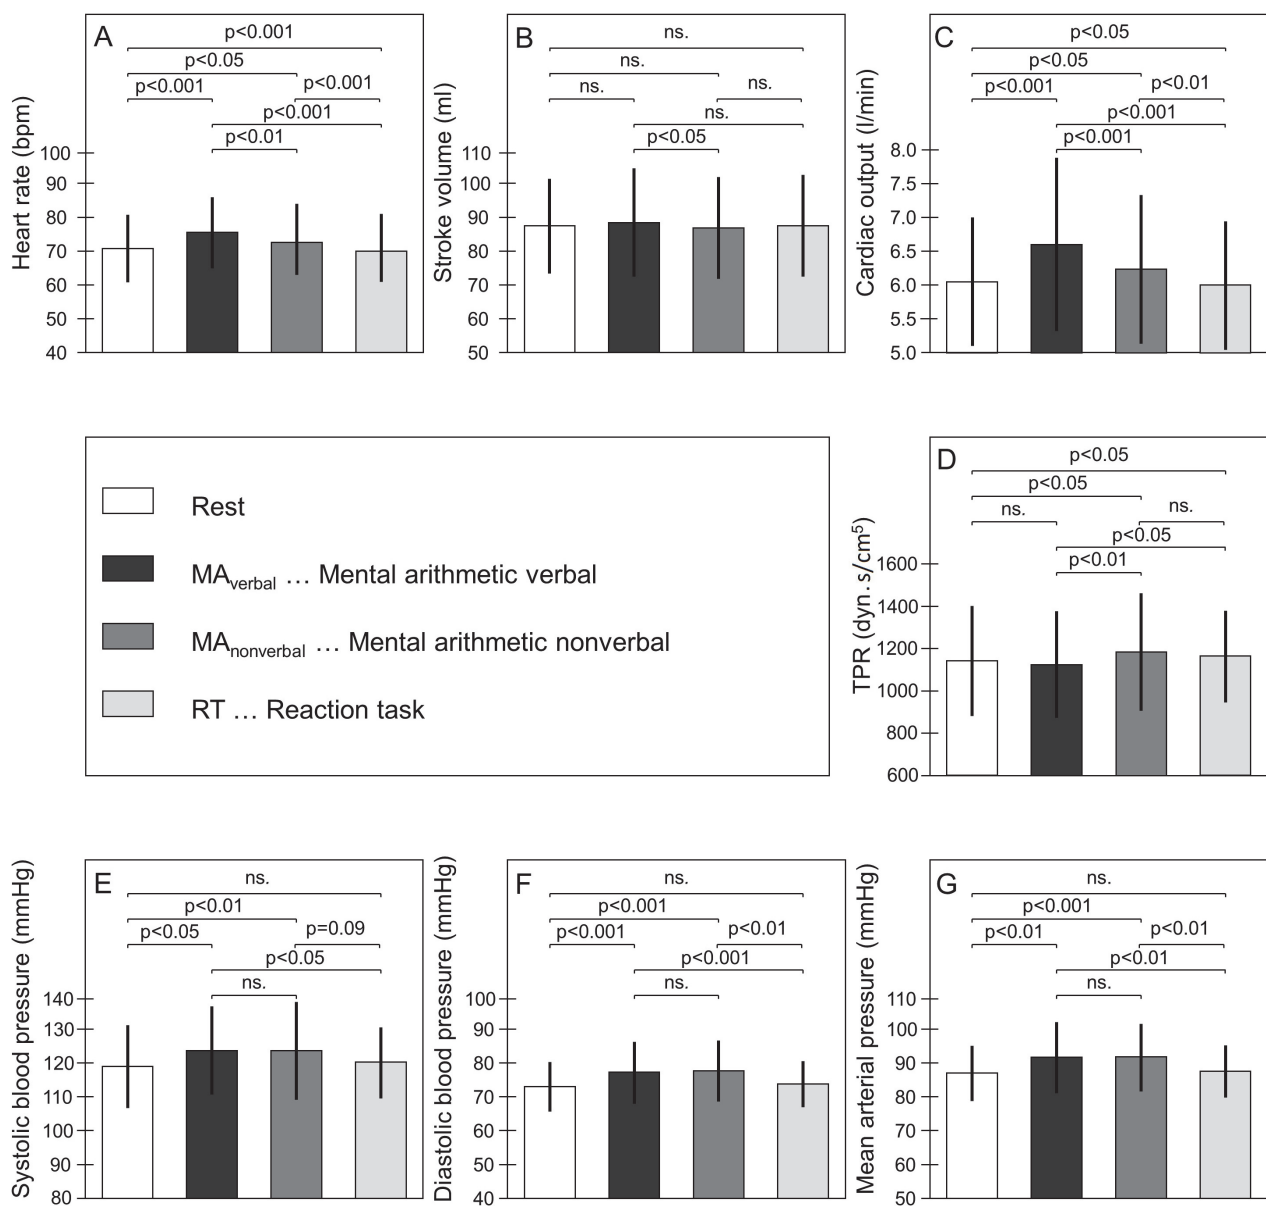 A
p<0.001
p<0.05
p<0.001
p<0.001
p<0.001
p<0.01
Heart rate (bpm)
100
90
80
70
60
50
40
B
ns.
ns.
ns.
ns.
ns.
p<0.05
Stroke volume (ml)
110
100
90
80
70
60
50
C
p<0.05
p<0.05
p<0.001
p<0.01
p<0.001
p<0.001
Cardiac output (l/min)
8.0
7.5
7.0
6.5
6.0
5.5
5.0
Rest
MAverbal … Mental arithmetic verbal
MAnonverbal … Mental arithmetic nonverbal
RT … Reaction task
D
p<0.05
p<0.05
ns.
ns.
p<0.05
p<0.01
TPR (dyn.s/cm⁵)
1600
1400
1200
1000
800
600
E
ns.
p<0.01
p<0.05
p=0.09
p<0.05
ns.
Systolic blood pressure (mmHg)
140
130
120
110
100
90
80
F
ns.
p<0.001
p<0.001
p<0.01
p<0.001
ns.
Diastolic blood pressure (mmHg)
100
90
80
70
60
50
40
G
ns.
p<0.001
p<0.01
p<0.01
p<0.01
ns.
Mean arterial pressure (mmHg)
110
100
90
80
70
60
50